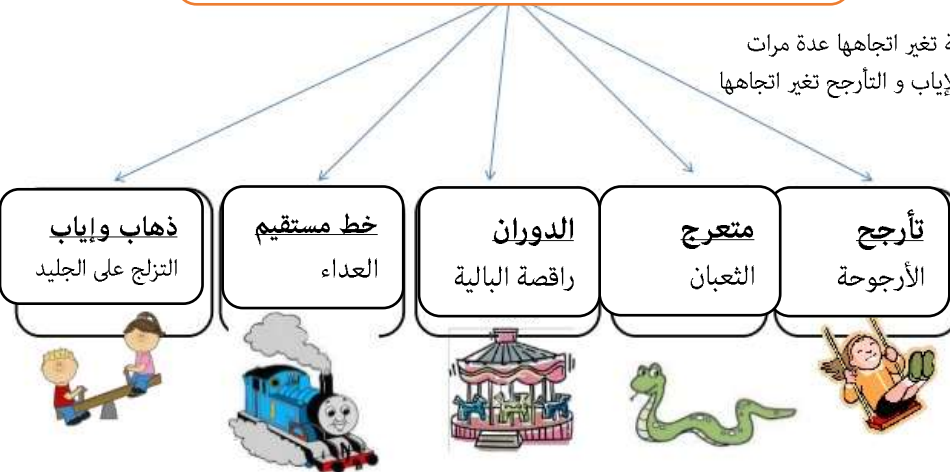 تغير اتجاهها عدة مرات
و التأرجح تغير اتجاهها
تأرجح
الأرجوحة
متعرج
الثعبان
الدوران
راقصة البالية
خط مستقيم
العداء
ذهاب وإياب
التزلج على الجليد